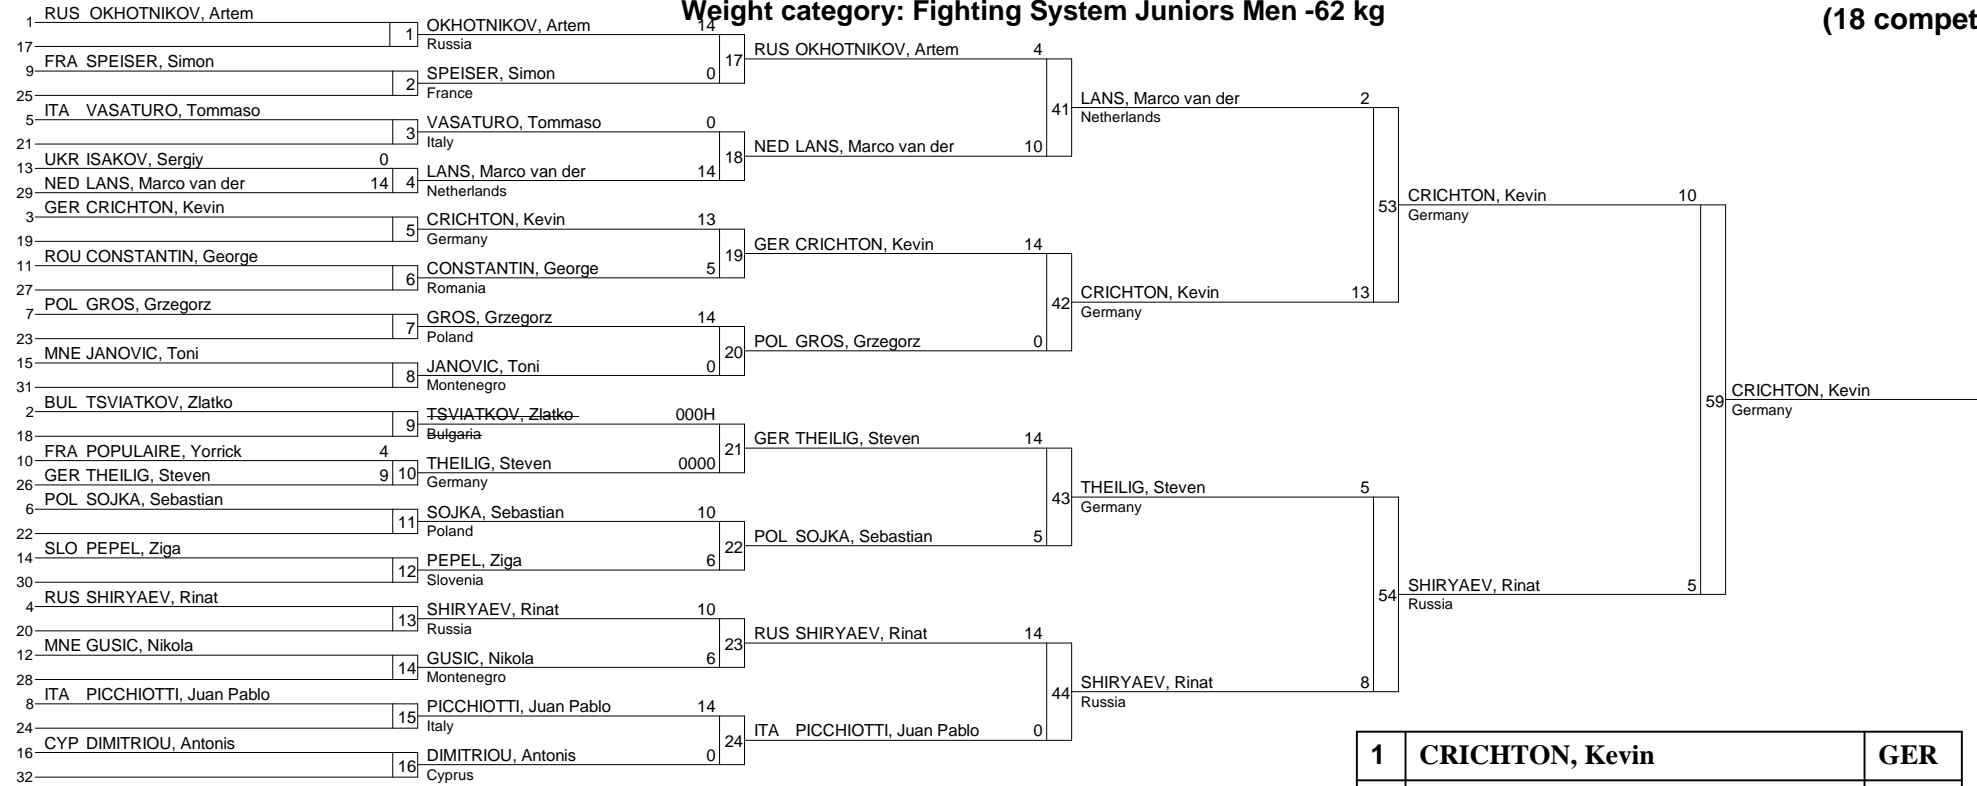 Weight category: Fighting System Juniors Men -62 kg
(18 compet
1 RUS OKHOTNIKOV, Artem
17
1
9 FRA SPEISER, Simon
25
2
5 ITA VASATURO, Tommaso
21
3
13 UKR ISAKOV, Sergiy 0
29 NED LANS, Marco van der 14
4
3 GER CRICHTON, Kevin
19
5
11 ROU CONSTANTIN, George
27
6
7 POL GROS, Grzegorz
23
7
15 MNE JANOVIC, Toni
31
8
2 BUL TSVIATKOV, Zlatko
18
9
10 FRA POPULAIRE, Yorrick 4
26 GER THEILIG, Steven 9
10
6 POL SOJKA, Sebastian
22
11
14 SLO PEPEL, Ziga
30
12
4 RUS SHIRYAEV, Rinat
20
13
12 MNE GUSIC, Nikola
28
14
8 ITA PICCHIOTTI, Juan Pablo
24
15
16 CYP DIMITRIOU, Antonis
32
16
OKHOTNIKOV, Artem 14
Russia
17
SPEISER, Simon 0
France
VASATURO, Tommaso 0
Italy
18
LANS, Marco van der 14
Netherlands
CRICHTON, Kevin 13
Germany
19
CONSTANTIN, George 5
Romania
GROS, Grzegorz 14
Poland
20
JANOVIC, Toni 0
Montenegro
TSVIATKOV, Zlatko 000H
Bulgaria
21
THEILIG, Steven 0000
Germany
SOJKA, Sebastian 10
Poland
22
PEPEL, Ziga 6
Slovenia
SHIRYAEV, Rinat 10
Russia
23
GUSIC, Nikola 6
Montenegro
PICCHIOTTI, Juan Pablo 14
Italy
24
DIMITRIOU, Antonis 0
Cyprus
RUS OKHOTNIKOV, Artem 4
41
NED LANS, Marco van der 10
GER CRICHTON, Kevin 14
42
POL GROS, Grzegorz 0
GER THEILIG, Steven 14
43
POL SOJKA, Sebastian 5
RUS SHIRYAEV, Rinat 14
44
ITA PICCHIOTTI, Juan Pablo 0
LANS, Marco van der 2
Netherlands
53
CRICHTON, Kevin 13
Germany
THEILIG, Steven 5
Germany
54
SHIRYAEV, Rinat 8
Russia
CRICHTON, Kevin 10
Germany
59
SHIRYAEV, Rinat 5
Russia
CRICHTON, Kevin
Germany
1 CRICHTON, Kevin GER